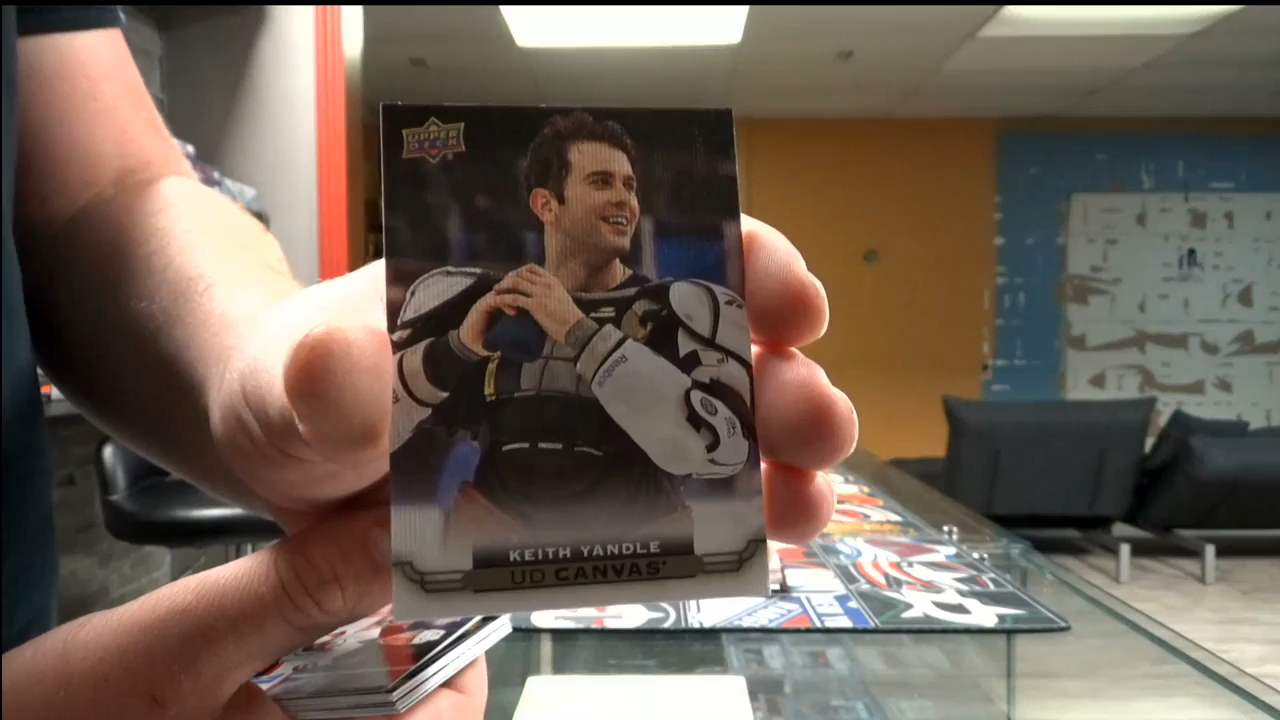 UPPER
DECK
Reebok
KEITH YANDLE
UD CANVAS